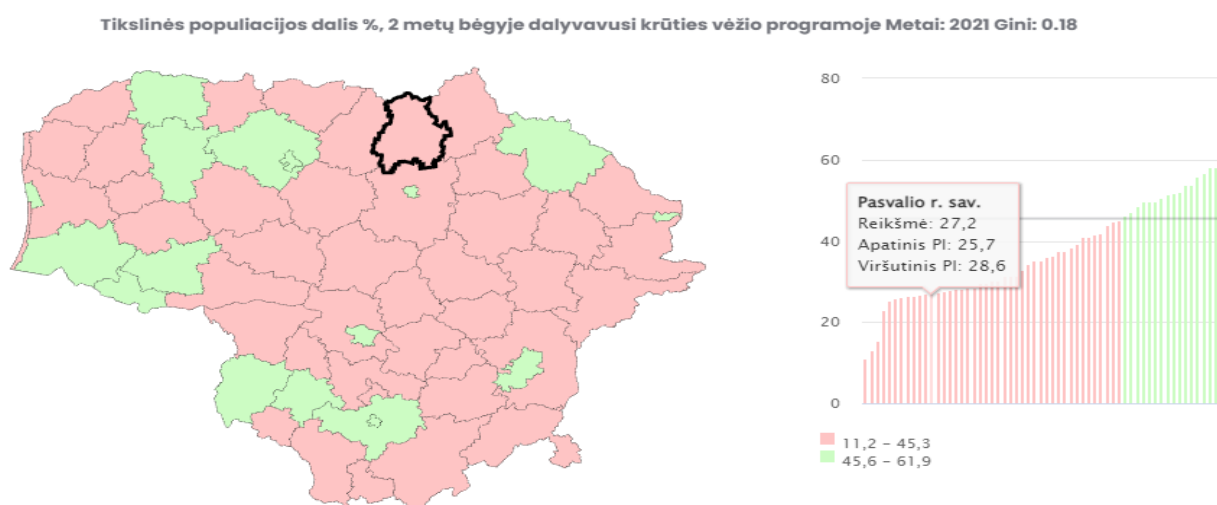 Tikslinės populiacijos dalis %, 2 metų bėgyje dalyvavusi krūties vėžio programoje Metai: 2021 Gini: 0.18
80
60
Pasvalio r. sav.
Reikšmė: 27,2
Apatinis PI: 25,7
Viršutinis PI: 28,6
40
20
0
11,2 – 45,3
45,6 – 61,9